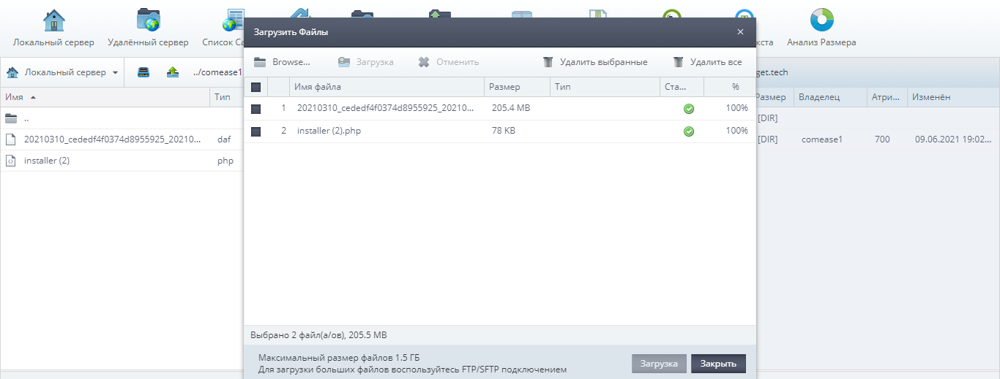 Локальный сервер
Удалённый сервер
Список Са
кста
Анализ Размера
Загрузить Файлы
×
Локальный сервер
../comease1
get.tech
Browse...
Загрузка
Отменить
Удалить выбранные
Удалить все
Имя
Тип
Имя файла
Размер
Тип
Ста...
%
Размер
Владелец
Атри...
Изменён
..
20210310_cededf4f0374d8955925_20210...
daf
installer (2)
php
1
20210310_cededf4f0374d8955925_20210...
205.4 MB
100%
2
installer (2).php
78 KB
100%
[DIR]
[DIR]
comease1
700
09.06.2021 19:02...
Выбрано 2 файл(а/ов), 205.5 MB
Максимальный размер файлов 1.5 ГБ
Для загрузки больших файлов воспользуйтесь FTP/SFTP подключением
Загрузка
Закрыть